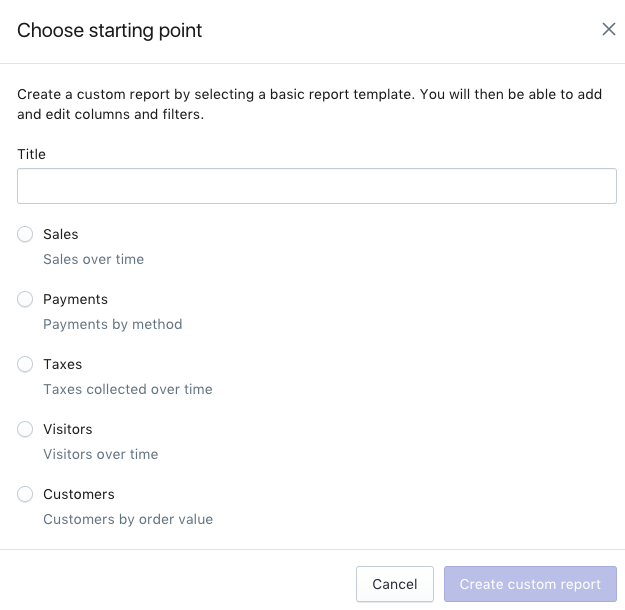 Choose starting point
Create a custom report by selecting a basic report template. You will then be able to add
and edit columns and filters.
Title
Sales
Sales over time
Payments
Payments by method
Taxes
Taxes collected over time
Visitors
Visitors over time
Customers
Customers by order value
Cancel
Create custom report